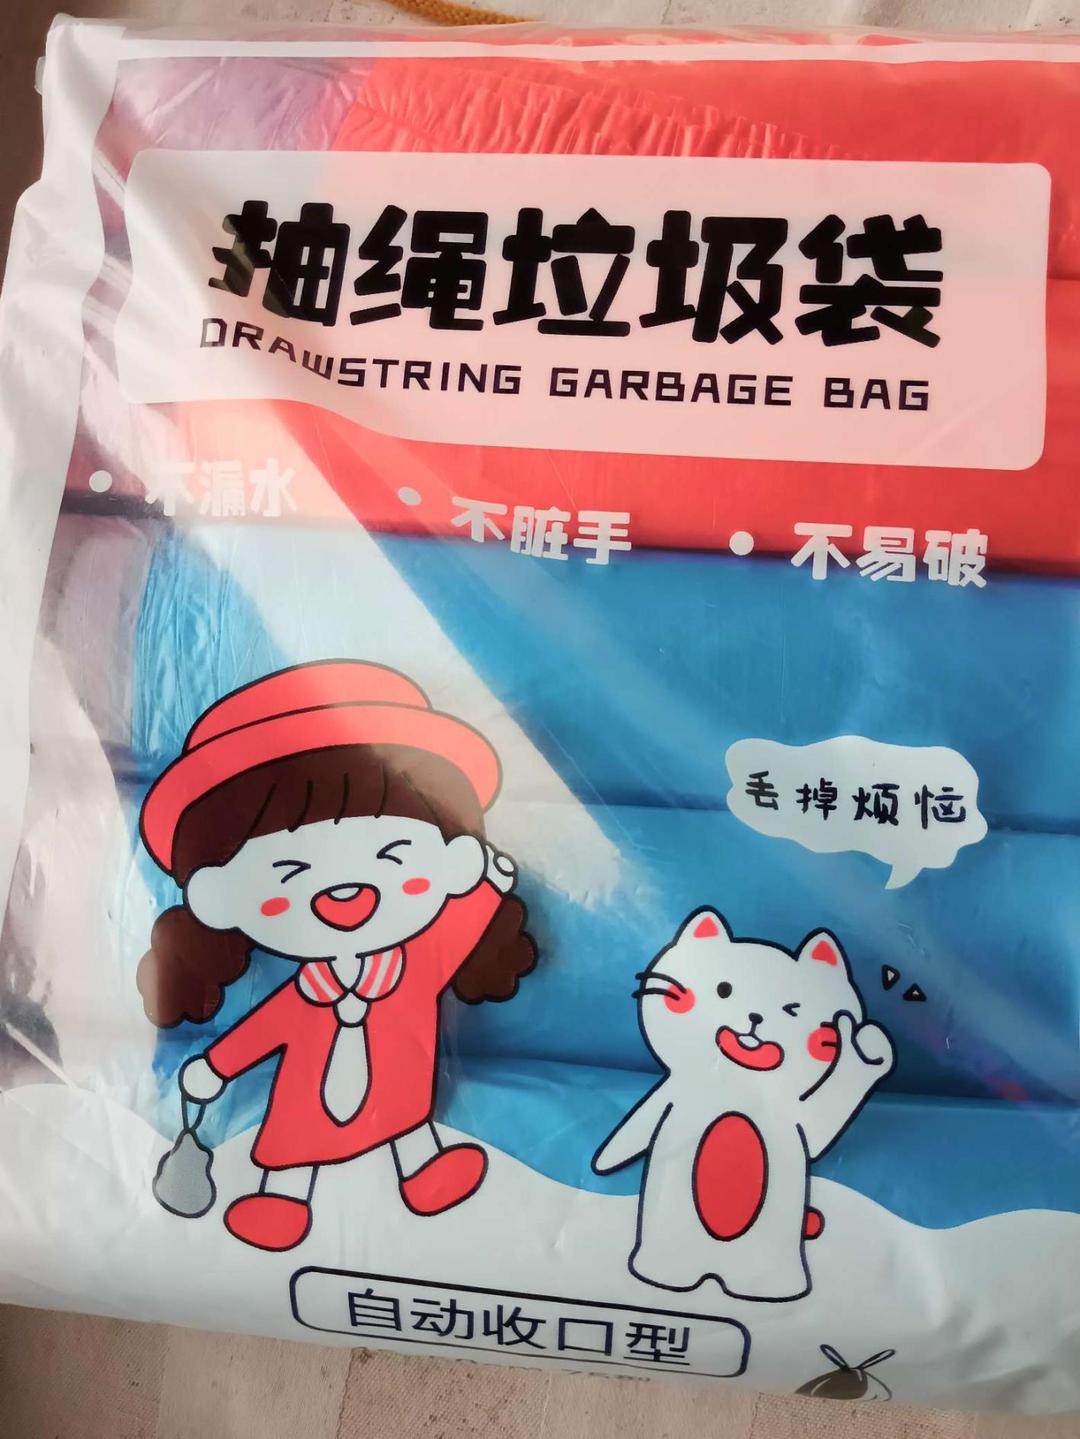 抽绳垃圾袋
DRAWSTRING GARBAGE BAG
• 不漏水 • 不脏手 • 不易破
丢掉烦恼
自动收口型